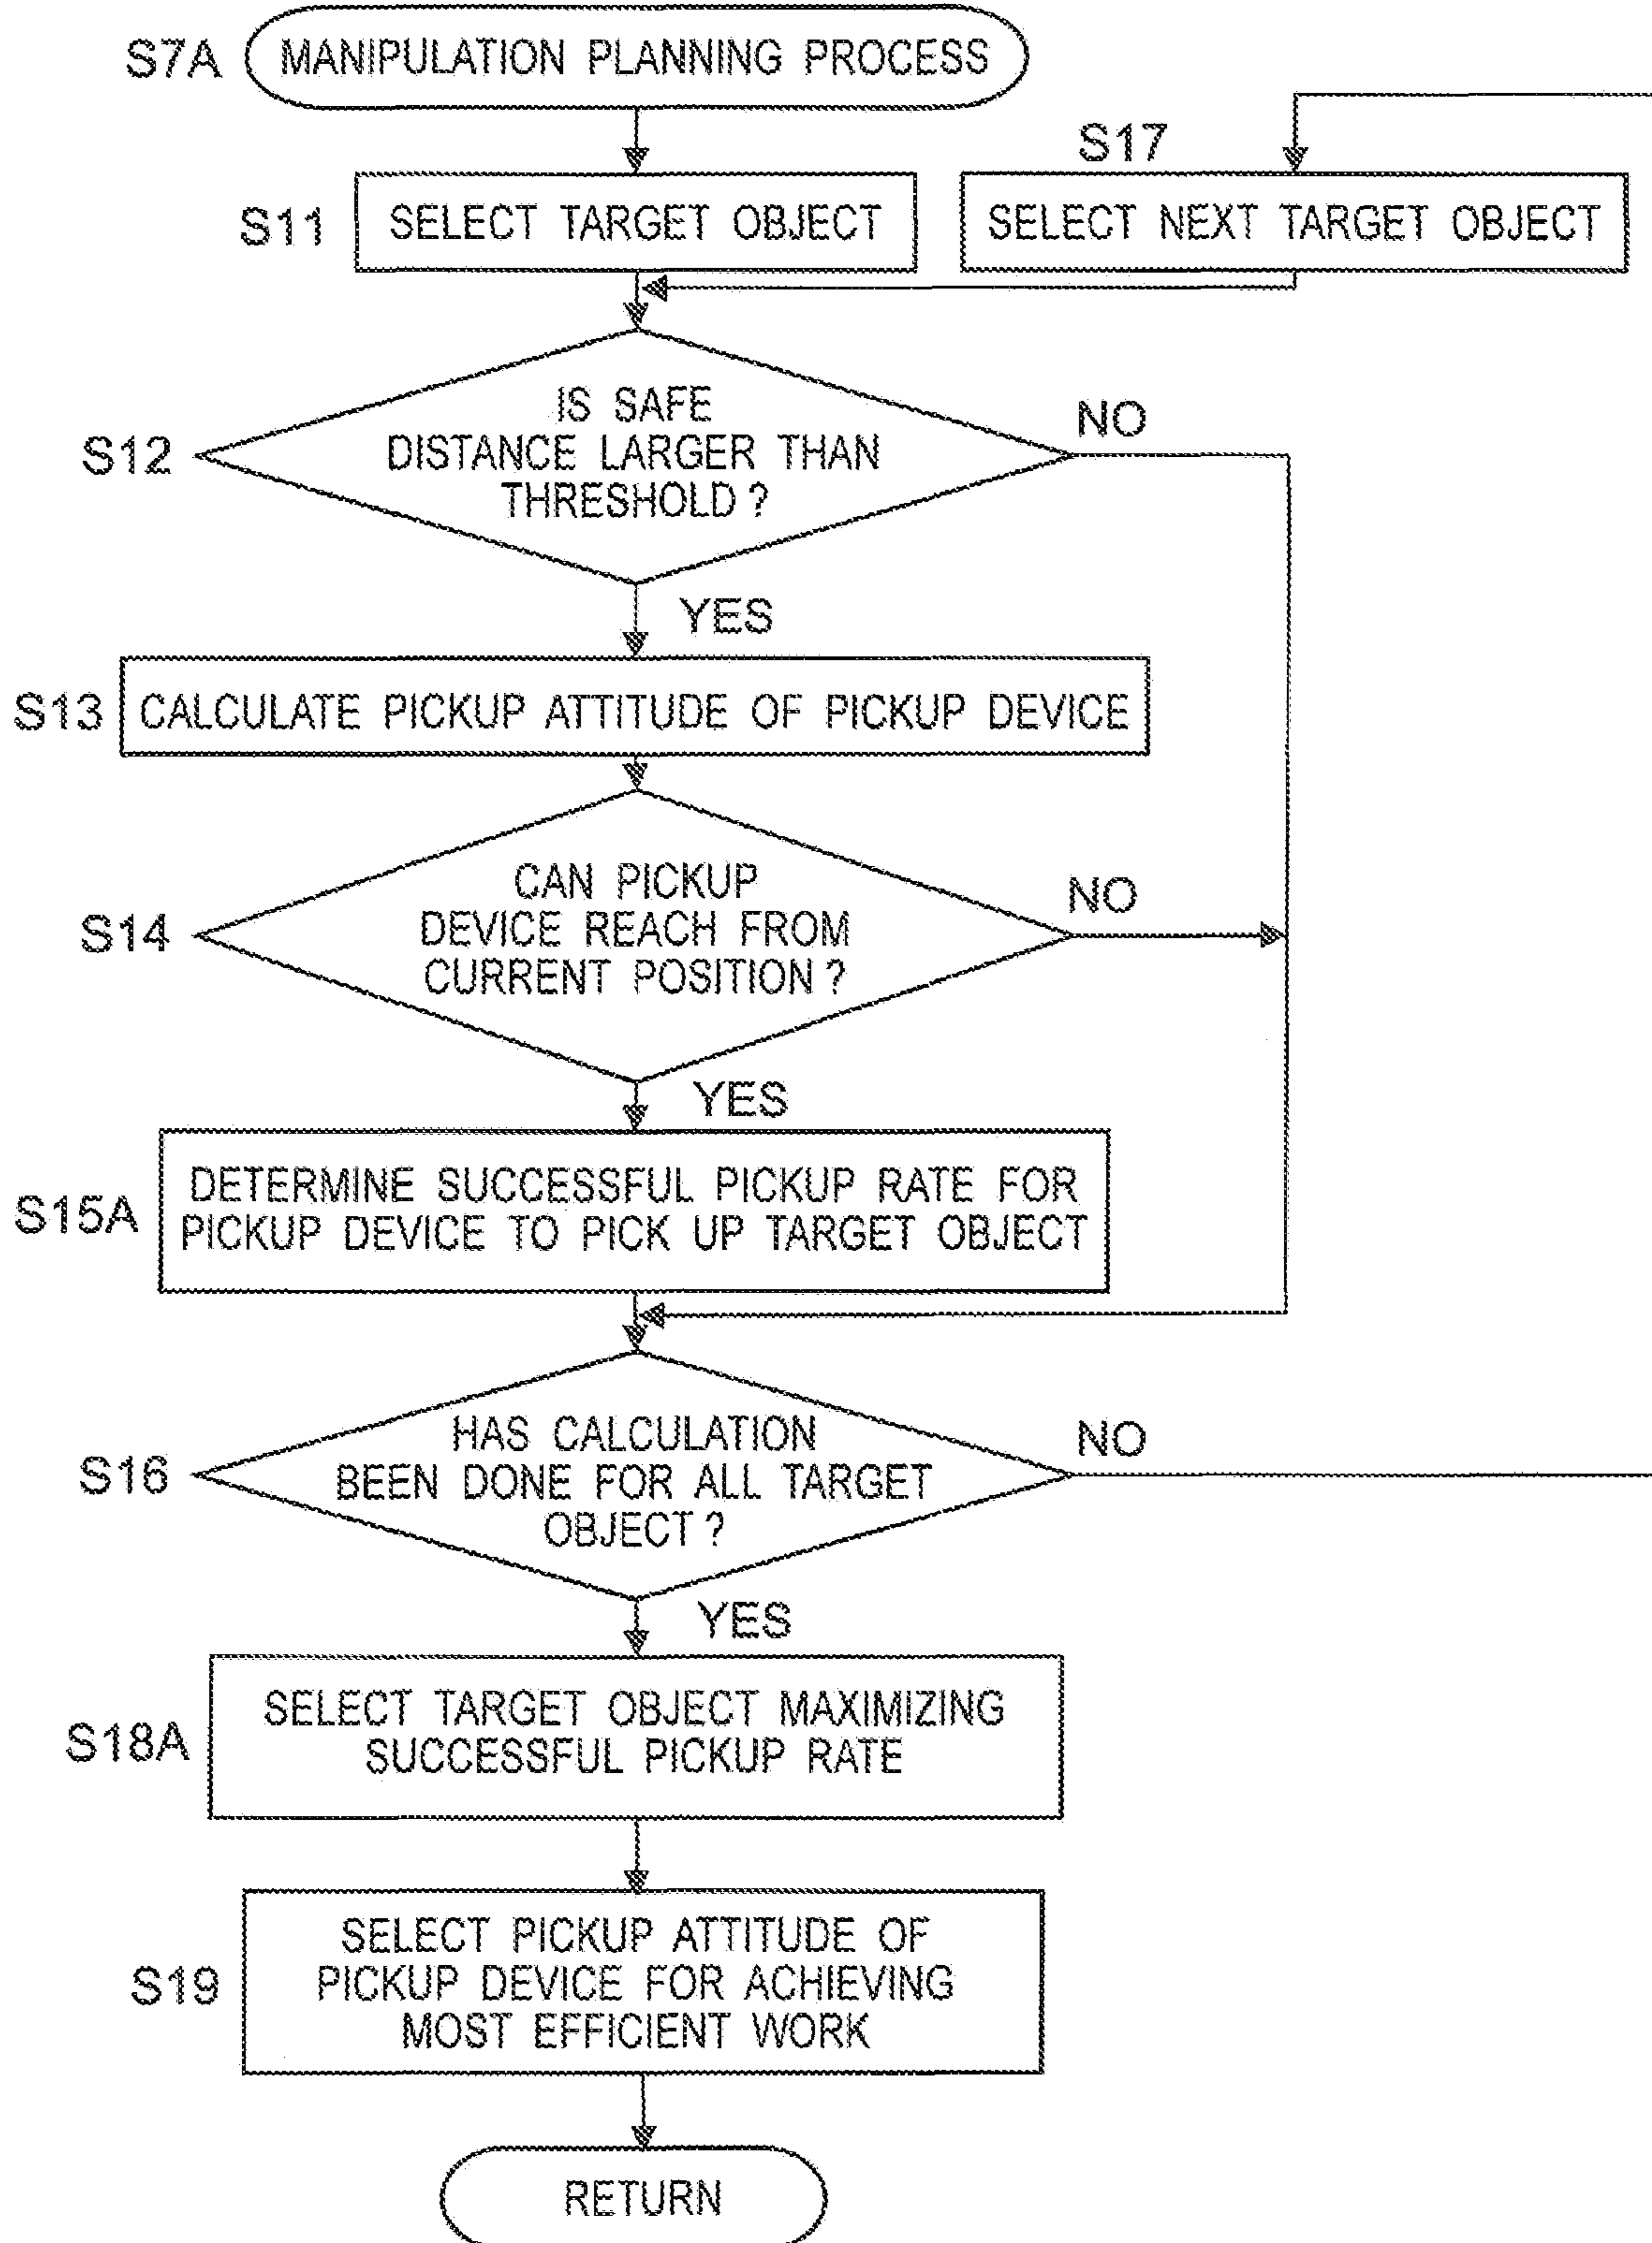 S7A
MANIPULATION PLANNING PROCESS
S17
S11
SELECT TARGET OBJECT
SELECT NEXT TARGET OBJECT
S12
IS SAFE
DISTANCE LARGER THAN
THRESHOLD?
NO
YES
S13
CALCULATE PICKUP ATTITUDE OF PICKUP DEVICE
S14
CAN PICKUP
DEVICE REACH FROM
CURRENT POSITION?
NO
YES
S15A
DETERMINE SUCCESSFUL PICKUP RATE FOR
PICKUP DEVICE TO PICK UP TARGET OBJECT
S16
HAS CALCULATION
BEEN DONE FOR ALL TARGET
OBJECT?
NO
YES
S18A
SELECT TARGET OBJECT MAXIMIZING
SUCCESSFUL PICKUP RATE
S19
SELECT PICKUP ATTITUDE OF
PICKUP DEVICE FOR ACHIEVING
MOST EFFICIENT WORK
RETURN